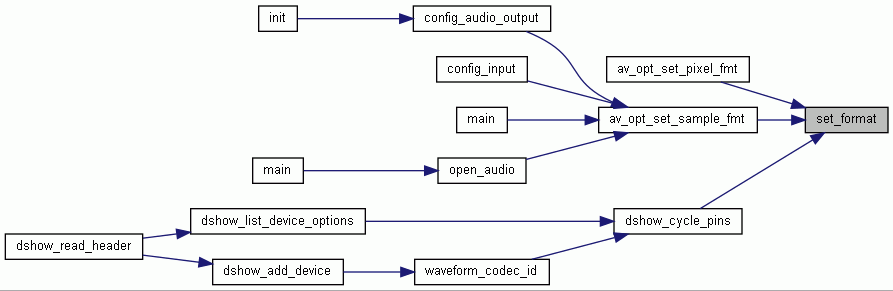 init
config_audio_output
config_input
av_opt_set_pixel_fmt
main
av_opt_set_sample_fmt
set_format
main
open_audio
dshow_list_device_options
dshow_cycle_pins
dshow_read_header
dshow_add_device
waveform_codec_id